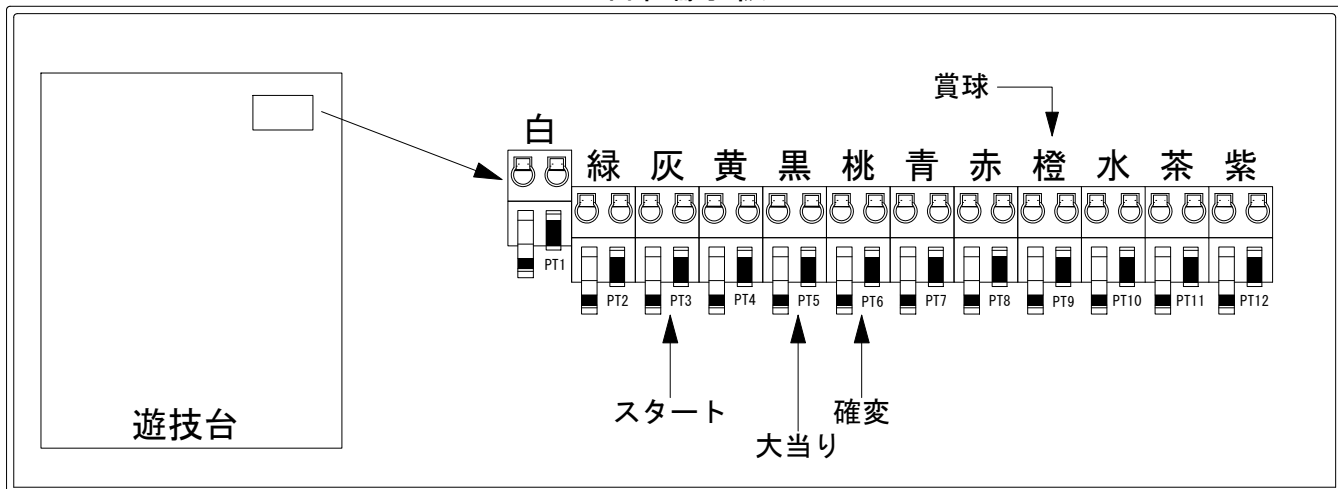 賞球
白
緑 灰 黄 黒 桃 青 赤 橙 水 茶 紫
PT1
PT2 PT3 PT4 PT5 PT6 PT7 PT8 PT9 PT10 PT11 PT12
スタート 確変
大当り
遊技台